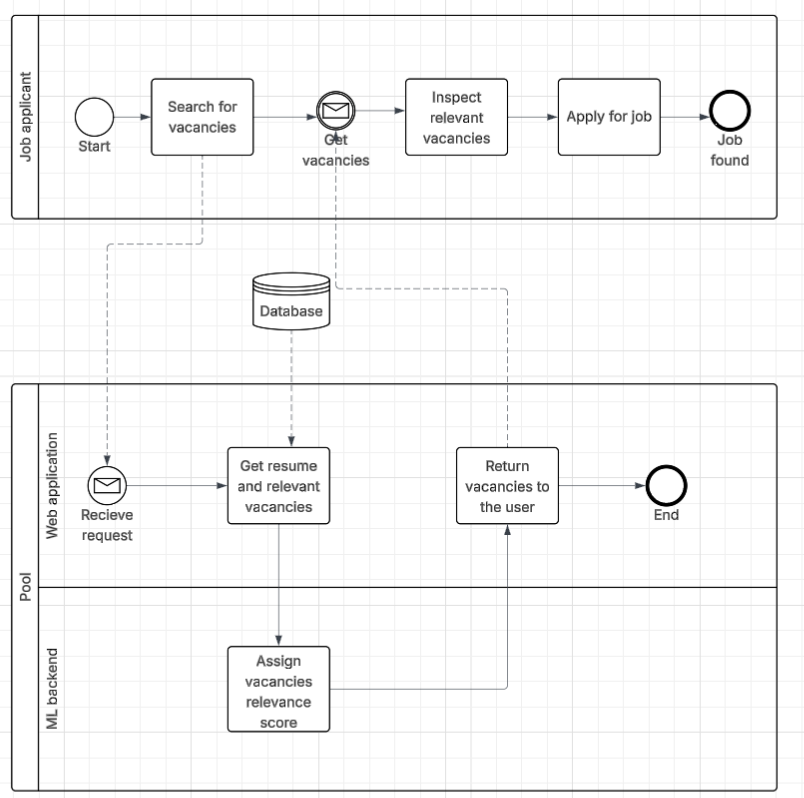 Job applicant
Start
Search for
vacancies
Get
vacancies
Inspect
relevant
vacancies
Apply for job
Job
found
Database
Pool
Web application
Recieve
request
Get resume
and relevant
vacancies
Return
vacancies to
the user
End
ML backend
Assign
vacancies
relevance
score